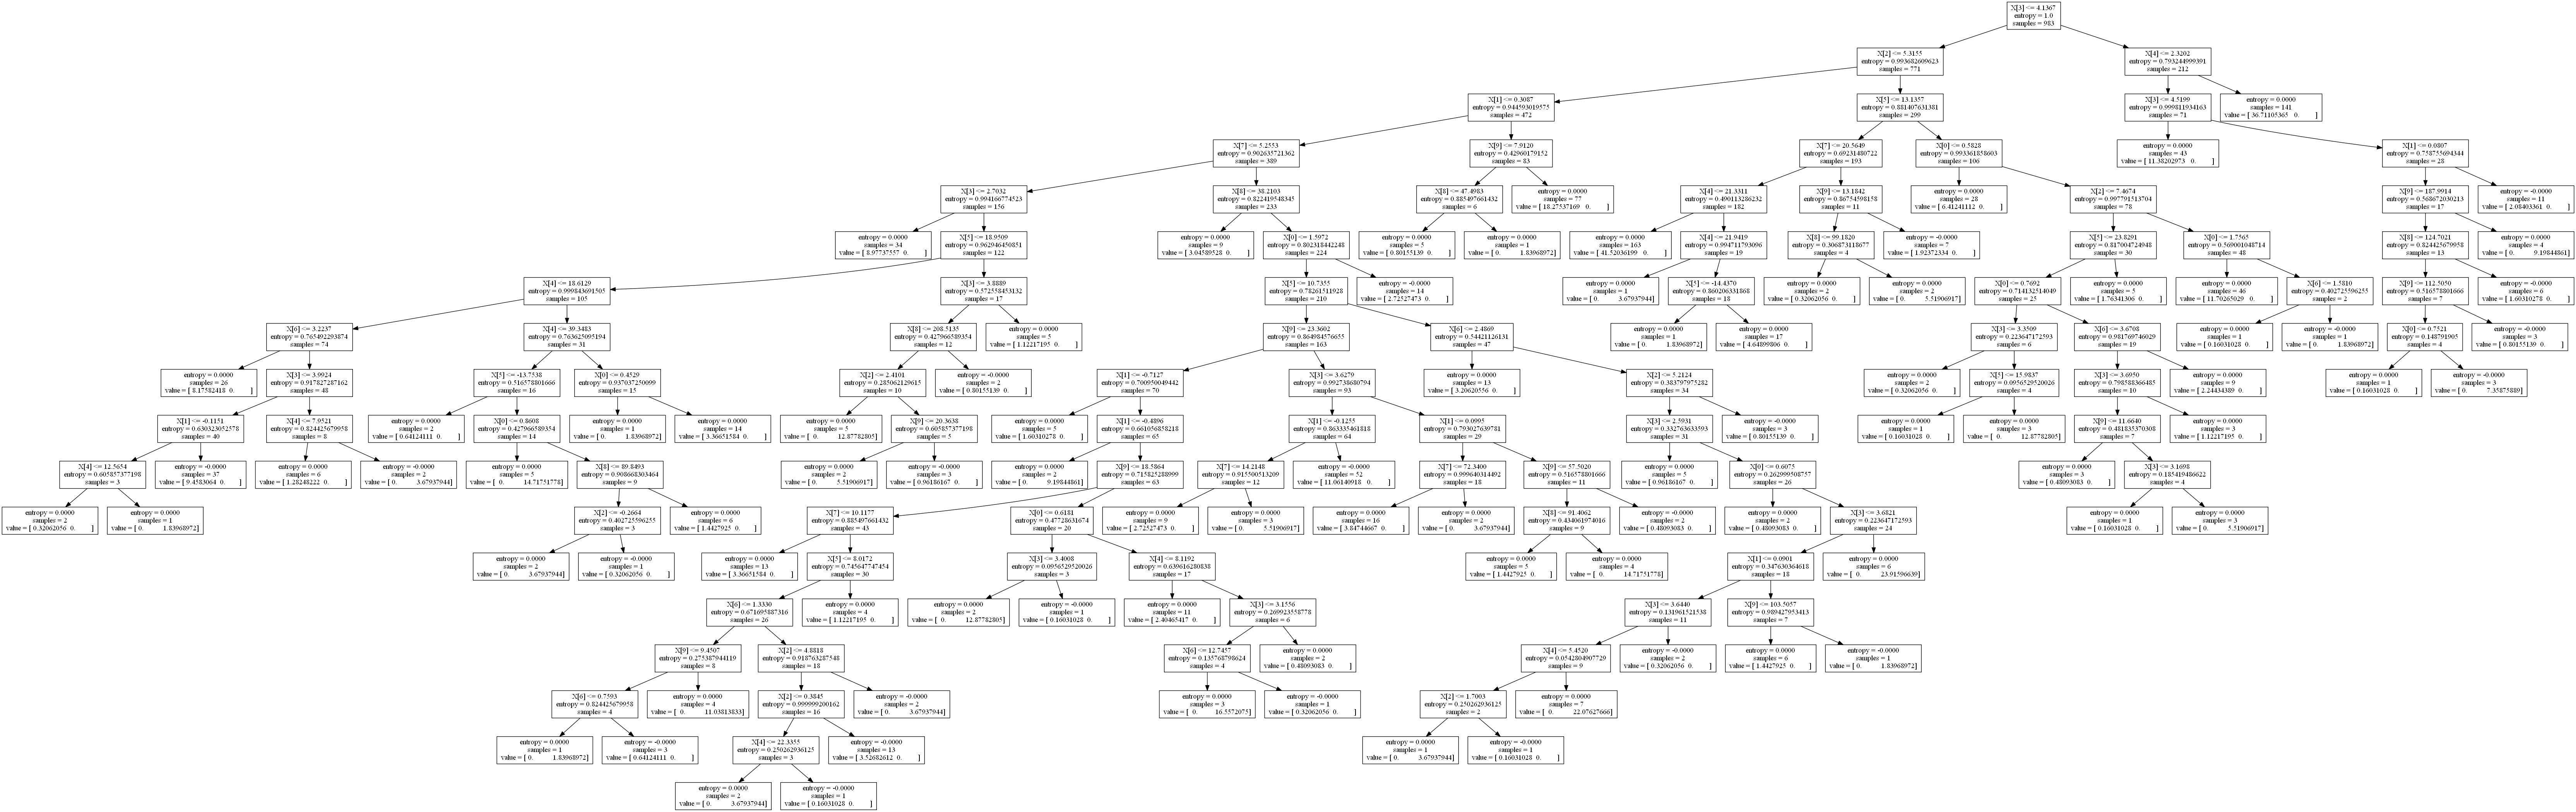 X[3] <= 4.1367
entropy = 1.0
samples = 983
X[2] <= 5.3155
entropy = 0.993682609623
samples = 771
X[4] <= 2.3202
entropy = 0.793244999391
samples = 212
X[1] <= 0.3087
entropy = 0.944593019575
samples = 472
X[5] <= 13.1357
entropy = 0.881407631381
samples = 299
X[3] <= 4.5199
entropy = 0.999811934163
samples = 71
entropy = 0.0000
samples = 141
value = [ 36.71105365 0. ]
X[7] <= 5.2553
entropy = 0.902635721362
samples = 389
X[9] <= 7.9120
entropy = 0.42960179152
samples = 83
X[7] <= 20.5649
entropy = 0.69231480722
samples = 193
X[0] <= 0.5828
entropy = 0.993361858603
samples = 106
entropy = 0.0000
samples = 43
value = [ 11.38202973 0. ]
X[1] <= 0.0807
entropy = 0.758755694344
samples = 28
X[3] <= 2.7032
entropy = 0.994166774523
samples = 156
X[8] <= 38.2103
entropy = 0.822419548345
samples = 233
X[8] <= 47.4983
entropy = 0.885497661432
samples = 6
entropy = 0.0000
samples = 77
value = [ 18.27537169 0. ]
X[4] <= 21.3311
entropy = 0.490113286232
samples = 182
X[9] <= 13.1842
entropy = 0.86754598158
samples = 11
entropy = 0.0000
samples = 28
value = [ 6.41241112 0. ]
X[2] <= 7.4674
entropy = 0.997791513704
samples = 78
X[9] <= 187.9914
entropy = 0.568672030213
samples = 17
entropy = -0.0000
samples = 11
value = [ 2.08403361 0. ]
entropy = 0.0000
samples = 34
value = [ 8.97737557 0. ]
X[5] <= 18.9509
entropy = 0.962946450851
samples = 122
entropy = 0.0000
samples = 9
value = [ 3.04589528 0. ]
X[0] <= 1.5972
entropy = 0.802318442248
samples = 224
entropy = 0.0000
samples = 5
value = [ 0.80155139 0. ]
entropy = 0.0000
samples = 1
value = [ 0. 1.83968972]
entropy = 0.0000
samples = 163
value = [ 41.52036199 0. ]
X[4] <= 21.9419
entropy = 0.994711793096
samples = 19
X[8] <= 99.1820
entropy = 0.306873118677
samples = 4
entropy = -0.0000
samples = 7
value = [ 1.92372334 0. ]
X[5] <= 23.8291
entropy = 0.817004724948
samples = 30
X[0] <= 1.7565
entropy = 0.569001048714
samples = 48
X[8] <= 124.7021
entropy = 0.824425679958
samples = 13
entropy = 0.0000
samples = 4
value = [ 0. 9.19844861]
X[4] <= 18.6129
entropy = 0.999843691505
samples = 105
X[3] <= 3.8889
entropy = 0.572558453132
samples = 17
X[5] <= 10.7355
entropy = 0.78261511928
samples = 210
entropy = -0.0000
samples = 14
value = [ 2.72527473 0. ]
entropy = 0.0000
samples = 1
value = [ 0. 3.67937944]
X[5] <= -14.4370
entropy = 0.860206331868
samples = 18
entropy = 0.0000
samples = 2
value = [ 0.32062056 0. ]
entropy = 0.0000
samples = 2
value = [ 0. 5.51906917]
X[0] <= 0.7692
entropy = 0.714132514049
samples = 25
entropy = 0.0000
samples = 5
value = [ 1.76341306 0. ]
entropy = 0.0000
samples = 46
value = [ 11.70265029 0. ]
X[6] <= 1.5810
entropy = 0.402725596255
samples = 2
X[9] <= 112.5050
entropy = 0.516578801666
samples = 7
entropy = -0.0000
samples = 6
value = [ 1.60310278 0. ]
X[6] <= 3.2237
entropy = 0.765492293874
samples = 74
X[4] <= 39.3483
entropy = 0.763625095194
samples = 31
X[8] <= 208.5135
entropy = 0.427966589354
samples = 12
entropy = 0.0000
samples = 5
value = [ 1.12217195 0. ]
X[9] <= 23.3602
entropy = 0.864984576655
samples = 163
X[6] <= 2.4869
entropy = 0.54421126131
samples = 47
entropy = 0.0000
samples = 1
value = [ 0. 1.83968972]
entropy = 0.0000
samples = 17
value = [ 4.64899806 0. ]
X[3] <= 3.3509
entropy = 0.223647172593
samples = 6
X[6] <= 3.6708
entropy = 0.981769746029
samples = 19
entropy = 0.0000
samples = 1
value = [ 0.16031028 0. ]
entropy = -0.0000
samples = 1
value = [ 0. 1.83968972]
X[0] <= 0.7521
entropy = 0.148791905
samples = 4
entropy = -0.0000
samples = 3
value = [ 0.80155139 0. ]
entropy = 0.0000
samples = 26
value = [ 8.17582418 0. ]
X[3] <= 3.9924
entropy = 0.917827287162
samples = 48
X[5] <= -13.7538
entropy = 0.516578801666
samples = 16
X[0] <= 0.4529
entropy = 0.937037250099
samples = 15
X[2] <= 2.4101
entropy = 0.285062129615
samples = 10
entropy = -0.0000
samples = 2
value = [ 0.80155139 0. ]
X[1] <= -0.7127
entropy = 0.700950049442
samples = 70
X[3] <= 3.6279
entropy = 0.992738680794
samples = 93
entropy = 0.0000
samples = 13
value = [ 3.20620556 0. ]
X[2] <= 5.2124
entropy = 0.383797975282
samples = 34
entropy = 0.0000
samples = 2
value = [ 0.32062056 0. ]
X[5] <= 15.9837
entropy = 0.0956529520026
samples = 4
X[3] <= 3.6950
entropy = 0.798588366485
samples = 10
entropy = 0.0000
samples = 9
value = [ 2.24434389 0. ]
entropy = 0.0000
samples = 1
value = [ 0.16031028 0. ]
entropy = -0.0000
samples = 3
value = [ 0. 7.35875889]
X[1] <= -0.1151
entropy = 0.630323052578
samples = 40
X[4] <= 7.9521
entropy = 0.824425679958
samples = 8
entropy = 0.0000
samples = 2
value = [ 0.64124111 0. ]
X[0] <= 0.8608
entropy = 0.427966589354
samples = 14
entropy = 0.0000
samples = 1
value = [ 0. 1.83968972]
entropy = 0.0000
samples = 14
value = [ 3.36651584 0. ]
entropy = 0.0000
samples = 5
value = [ 0. 12.87782805]
X[9] <= 20.3638
entropy = 0.605857377198
samples = 5
entropy = 0.0000
samples = 5
value = [ 1.60310278 0. ]
X[1] <= -0.4896
entropy = 0.661056858218
samples = 65
X[1] <= -0.1255
entropy = 0.863335461818
samples = 64
X[1] <= 0.0995
entropy = 0.793027639781
samples = 29
X[3] <= 2.5931
entropy = 0.332763633593
samples = 31
entropy = -0.0000
samples = 3
value = [ 0.80155139 0. ]
entropy = 0.0000
samples = 1
value = [ 0.16031028 0. ]
entropy = 0.0000
samples = 3
value = [ 0. 12.87782805]
X[9] <= 11.6640
entropy = 0.481835370308
samples = 7
entropy = 0.0000
samples = 3
value = [ 1.12217195 0. ]
X[4] <= 12.5654
entropy = 0.605857377198
samples = 3
entropy = -0.0000
samples = 37
value = [ 9.4583064 0. ]
entropy = 0.0000
samples = 6
value = [ 1.28248222 0. ]
entropy = -0.0000
samples = 2
value = [ 0. 3.67937944]
entropy = 0.0000
samples = 5
value = [ 0. 14.71751778]
X[8] <= 89.8493
entropy = 0.908668303464
samples = 9
entropy = 0.0000
samples = 2
value = [ 0. 5.51906917]
entropy = -0.0000
samples = 3
value = [ 0.96186167 0. ]
entropy = 0.0000
samples = 2
value = [ 0. 9.19844861]
X[9] <= 18.5864
entropy = 0.715825288999
samples = 63
X[7] <= 14.2148
entropy = 0.915500513209
samples = 12
entropy = -0.0000
samples = 52
value = [ 11.06140918 0. ]
X[7] <= 72.3400
entropy = 0.999640314492
samples = 18
X[9] <= 57.5020
entropy = 0.516578801666
samples = 11
entropy = 0.0000
samples = 5
value = [ 0.96186167 0. ]
X[0] <= 0.6075
entropy = 0.262999508757
samples = 26
entropy = 0.0000
samples = 3
value = [ 0.48093083 0. ]
X[3] <= 3.1698
entropy = 0.185419486622
samples = 4
entropy = 0.0000
samples = 2
value = [ 0.32062056 0. ]
entropy = 0.0000
samples = 1
value = [ 0. 1.83968972]
X[2] <= -0.2664
entropy = 0.402725596255
samples = 3
entropy = 0.0000
samples = 6
value = [ 1.4427925 0. ]
X[7] <= 10.1177
entropy = 0.885497661432
samples = 43
X[0] <= 0.6181
entropy = 0.47728631674
samples = 20
entropy = 0.0000
samples = 9
value = [ 2.72527473 0. ]
entropy = 0.0000
samples = 3
value = [ 0. 5.51906917]
entropy = 0.0000
samples = 16
value = [ 3.84744667 0. ]
entropy = 0.0000
samples = 2
value = [ 0. 3.67937944]
X[8] <= 91.4062
entropy = 0.434061974016
samples = 9
entropy = -0.0000
samples = 2
value = [ 0.48093083 0. ]
entropy = 0.0000
samples = 2
value = [ 0.48093083 0. ]
X[3] <= 3.6821
entropy = 0.223647172593
samples = 24
entropy = 0.0000
samples = 1
value = [ 0.16031028 0. ]
entropy = 0.0000
samples = 3
value = [ 0. 5.51906917]
entropy = 0.0000
samples = 2
value = [ 0. 3.67937944]
entropy = -0.0000
samples = 1
value = [ 0.32062056 0. ]
entropy = 0.0000
samples = 13
value = [ 3.36651584 0. ]
X[5] <= 8.0172
entropy = 0.745647747454
samples = 30
X[3] <= 3.4008
entropy = 0.0956529520026
samples = 3
X[4] <= 8.1192
entropy = 0.639616280838
samples = 17
entropy = 0.0000
samples = 5
value = [ 1.4427925 0. ]
entropy = 0.0000
samples = 4
value = [ 0. 14.71751778]
X[1] <= 0.0901
entropy = 0.347630364618
samples = 18
entropy = 0.0000
samples = 6
value = [ 0. 23.91596639]
X[6] <= 1.3330
entropy = 0.671695887316
samples = 26
entropy = 0.0000
samples = 4
value = [ 1.12217195 0. ]
entropy = 0.0000
samples = 2
value = [ 0. 12.87782805]
entropy = -0.0000
samples = 1
value = [ 0.16031028 0. ]
entropy = 0.0000
samples = 11
value = [ 2.40465417 0. ]
X[3] <= 3.1556
entropy = 0.269923558778
samples = 6
X[3] <= 3.6440
entropy = 0.131961521538
samples = 11
X[9] <= 103.5057
entropy = 0.989427953413
samples = 7
X[9] <= 9.4507
entropy = 0.275387944119
samples = 8
X[2] <= 4.8818
entropy = 0.918763287548
samples = 18
X[6] <= 12.7457
entropy = 0.135768798624
samples = 4
entropy = 0.0000
samples = 2
value = [ 0.48093083 0. ]
X[4] <= 5.4520
entropy = 0.0542804907729
samples = 9
entropy = -0.0000
samples = 2
value = [ 0.32062056 0. ]
entropy = 0.0000
samples = 6
value = [ 1.4427925 0. ]
entropy = -0.0000
samples = 1
value = [ 0. 1.83968972]
X[6] <= 0.7593
entropy = 0.824425679958
samples = 4
entropy = 0.0000
samples = 4
value = [ 0. 11.03813833]
X[2] <= 0.3845
entropy = 0.999999200162
samples = 16
entropy = -0.0000
samples = 2
value = [ 0. 3.67937944]
entropy = 0.0000
samples = 3
value = [ 0. 16.5572075]
entropy = -0.0000
samples = 1
value = [ 0.32062056 0. ]
X[2] <= 1.7003
entropy = 0.250262936125
samples = 2
entropy = 0.0000
samples = 7
value = [ 0. 22.07627666]
entropy = 0.0000
samples = 1
value = [ 0. 1.83968972]
entropy = -0.0000
samples = 3
value = [ 0.64124111 0. ]
X[4] <= 22.3355
entropy = 0.250262936125
samples = 3
entropy = -0.0000
samples = 13
value = [ 3.52682612 0. ]
entropy = 0.0000
samples = 1
value = [ 0. 3.67937944]
entropy = -0.0000
samples = 1
value = [ 0.16031028 0. ]
entropy = 0.0000
samples = 2
value = [ 0. 3.67937944]
entropy = -0.0000
samples = 1
value = [ 0.16031028 0. ]